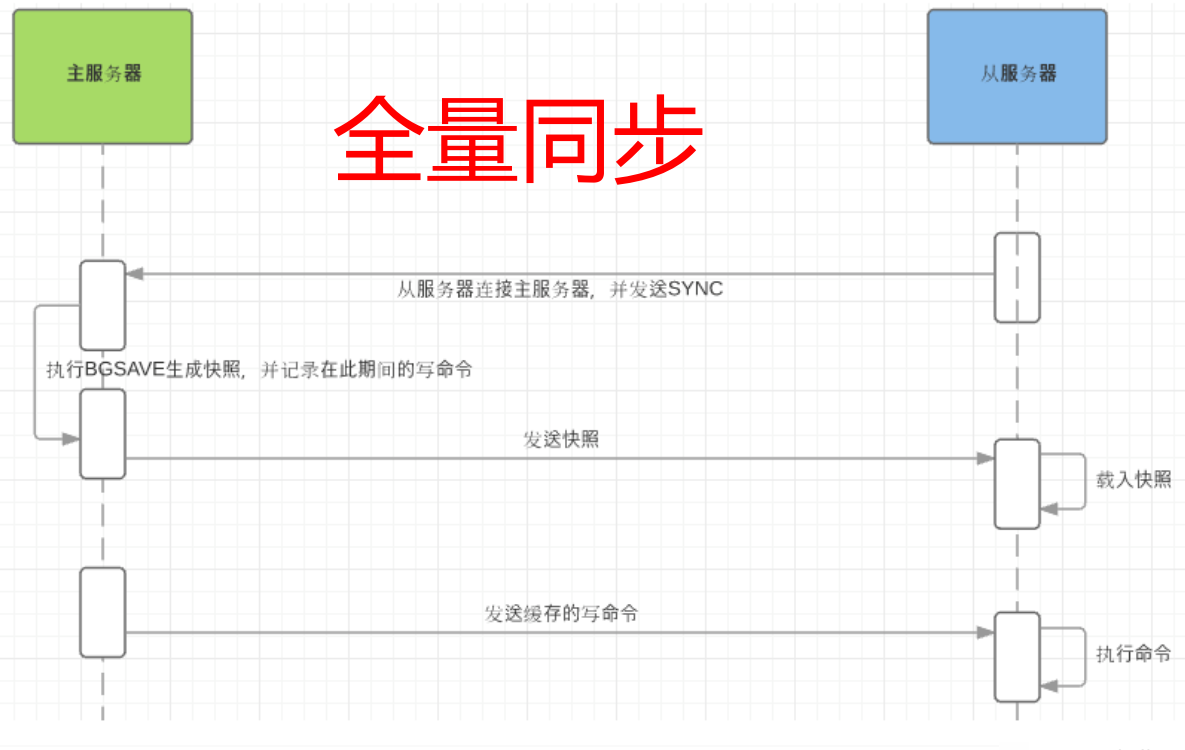 主服务器
从服务器
全量同步
从服务器连接主服务器，并发送SYNC
执行BGSAVE生成快照，并记录在此期间的写命令
发送快照
载入快照
发送缓存的写命令
执行命令